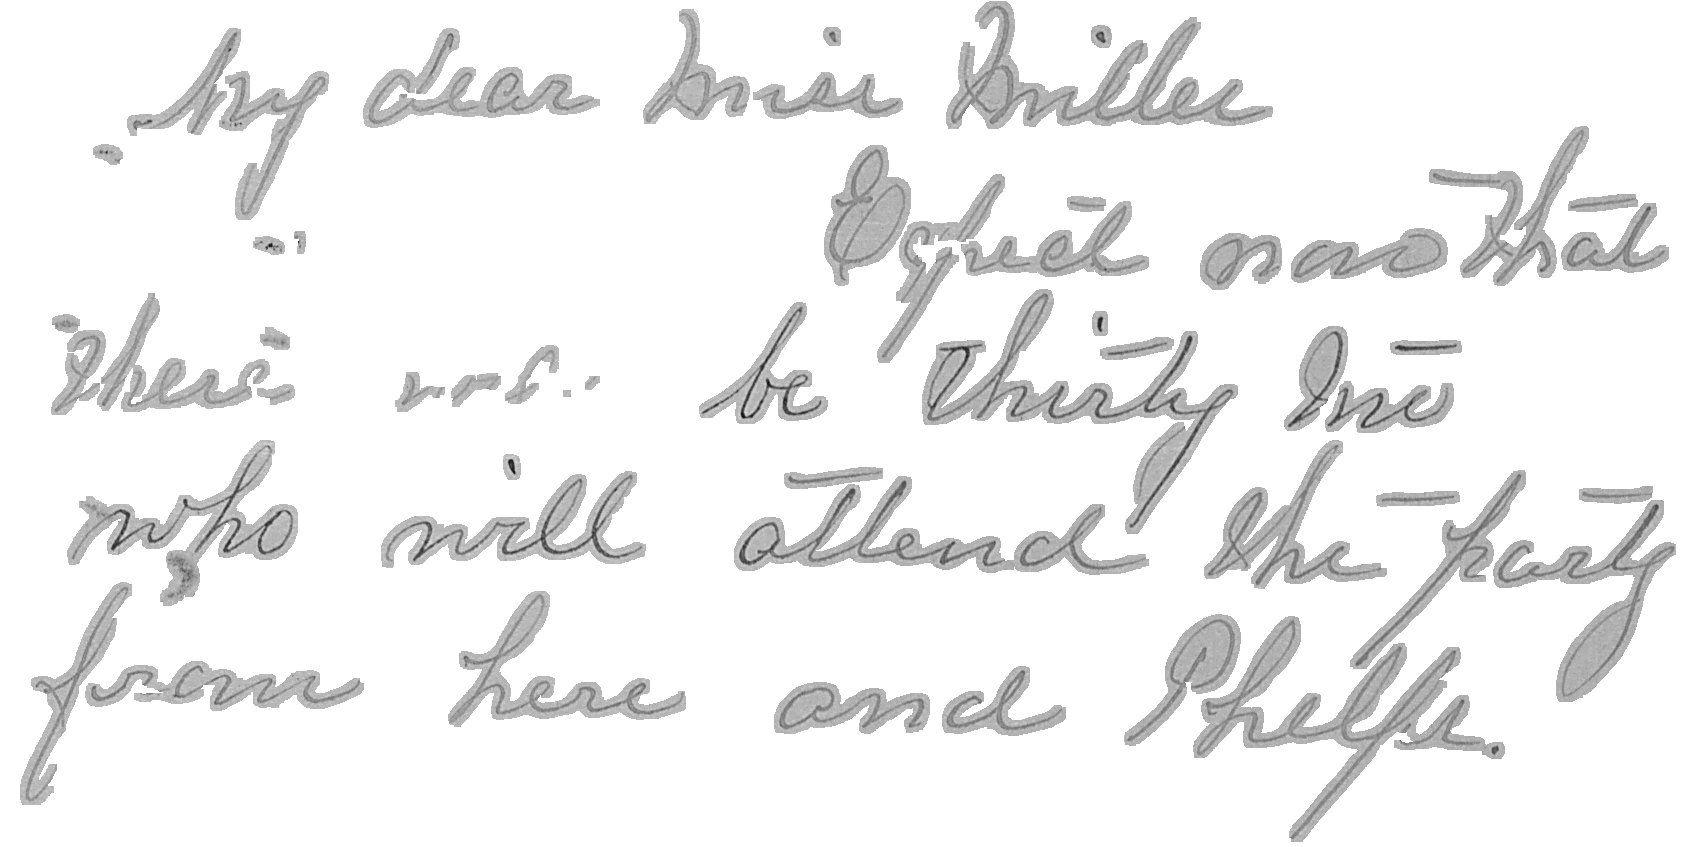 My dear Miss Miller
Expect now that
there be thirty two
who will attend the party
from here and Phelps.